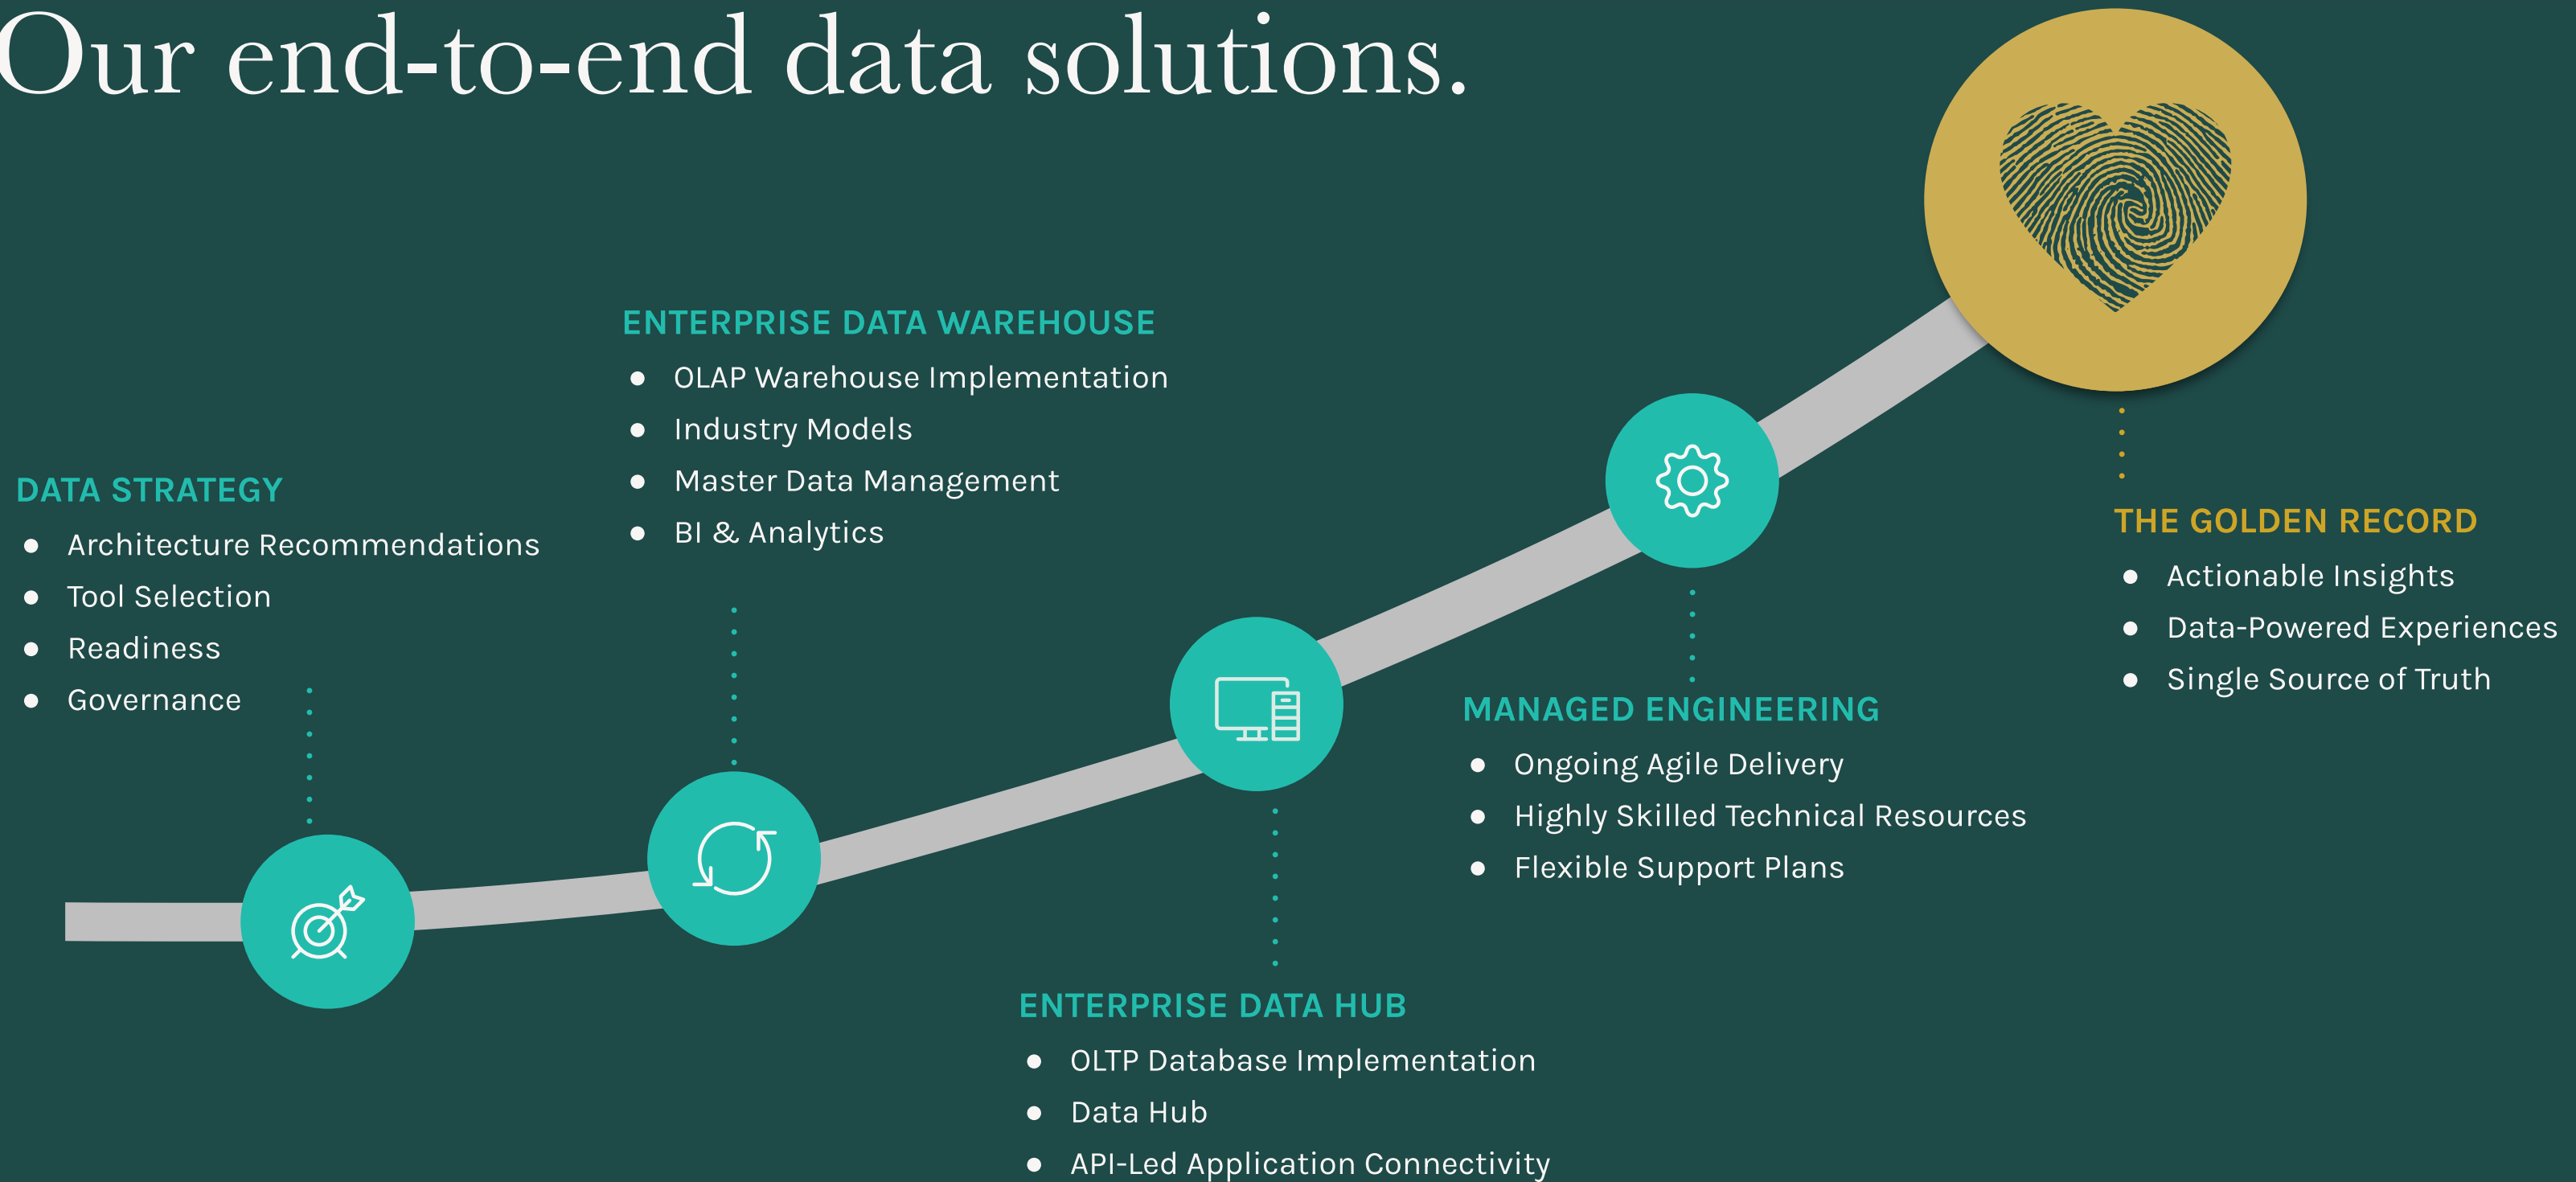 Our end-to-end data solutions.
DATA STRATEGY
● Architecture Recommendations
● Tool Selection
● Readiness
● Governance
ENTERPRISE DATA WAREHOUSE
● OLAP Warehouse Implementation
● Industry Models
● Master Data Management
● BI & Analytics
ENTERPRISE DATA HUB
● OLTP Database Implementation
● Data Hub
● API-Led Application Connectivity
MANAGED ENGINEERING
● Ongoing Agile Delivery
● Highly Skilled Technical Resources
● Flexible Support Plans
THE GOLDEN RECORD
● Actionable Insights
● Data-Powered Experiences
● Single Source of Truth